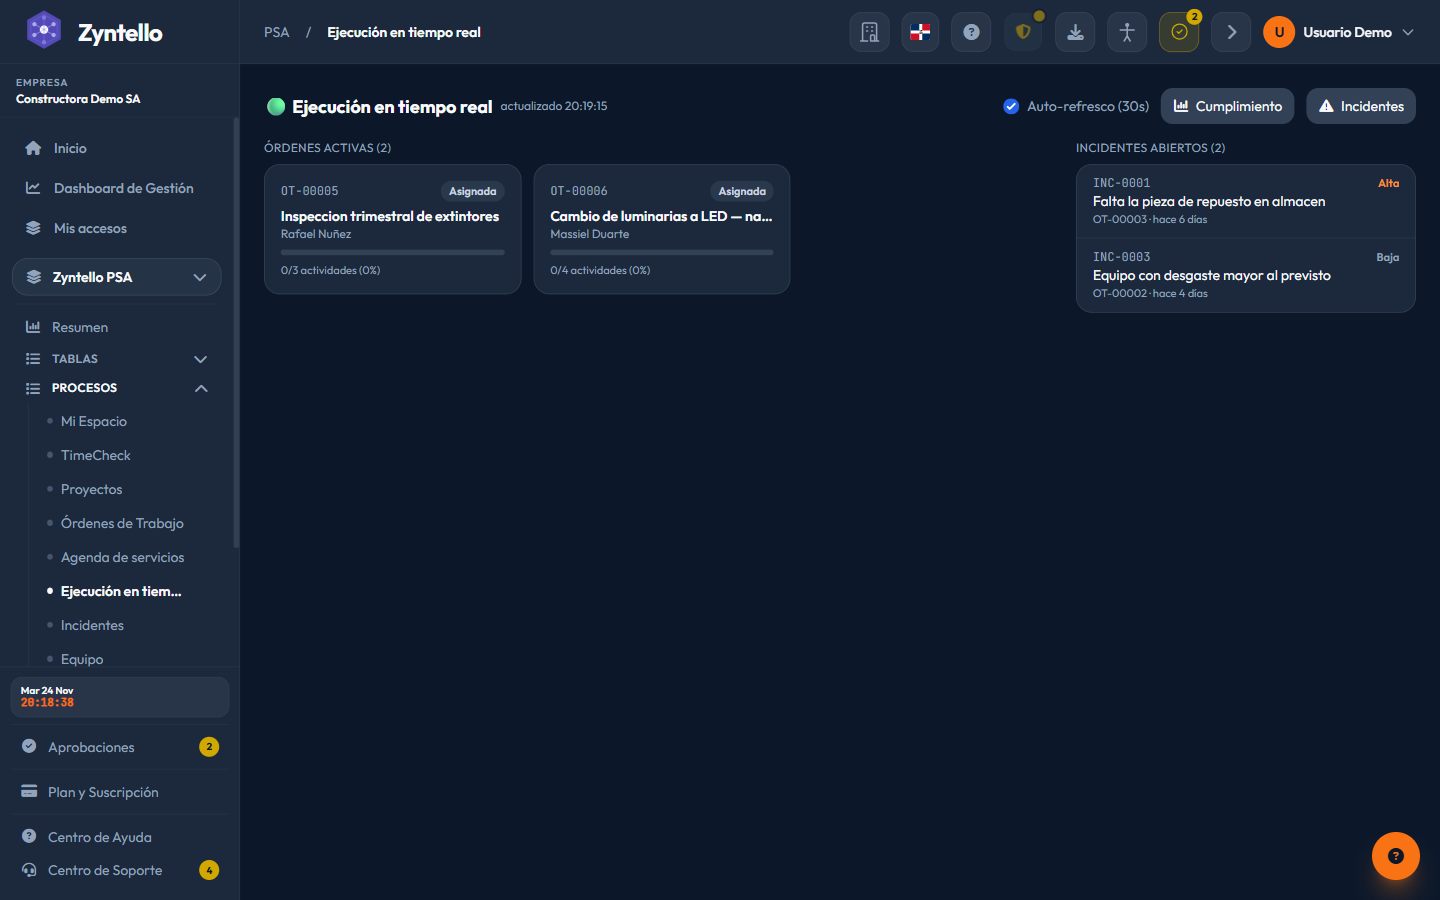 Zyntello
EMPRESA
Constructora Demo SA
Inicio
Dashboard de Gestión
Mis accesos
Zyntello PSA
Resumen
TABLAS
PROCESOS
Mi Espacio
TimeCheck
Proyectos
Órdenes de Trabajo
Agenda de servicios
Ejecución en tiem...
Incidentes
Equipo
Mar 24 Nov
20:18:38
Aprobaciones 2
Plan y Suscripción
Centro de Ayuda
Centro de Soporte 4
PSA / Ejecución en tiempo real
2
U Usuario Demo
Ejecución en tiempo real actualizado 20:19:15
Auto-refresco (30s) Cumplimiento Incidentes
ÓRDENES ACTIVAS (2)
OT-00005 Asignada
Inspeccion trimestral de extintores
Rafael Nuñez
0/3 actividades (0%)
OT-00006 Asignada
Cambio de luminarias a LED — na...
Massiel Duarte
0/4 actividades (0%)
INCIDENTES ABIERTOS (2)
INC-0001 Alta
Falta la pieza de repuesto en almacen
OT-00003 · hace 6 días
INC-0003 Baja
Equipo con desgaste mayor al previsto
OT-00002 · hace 4 días